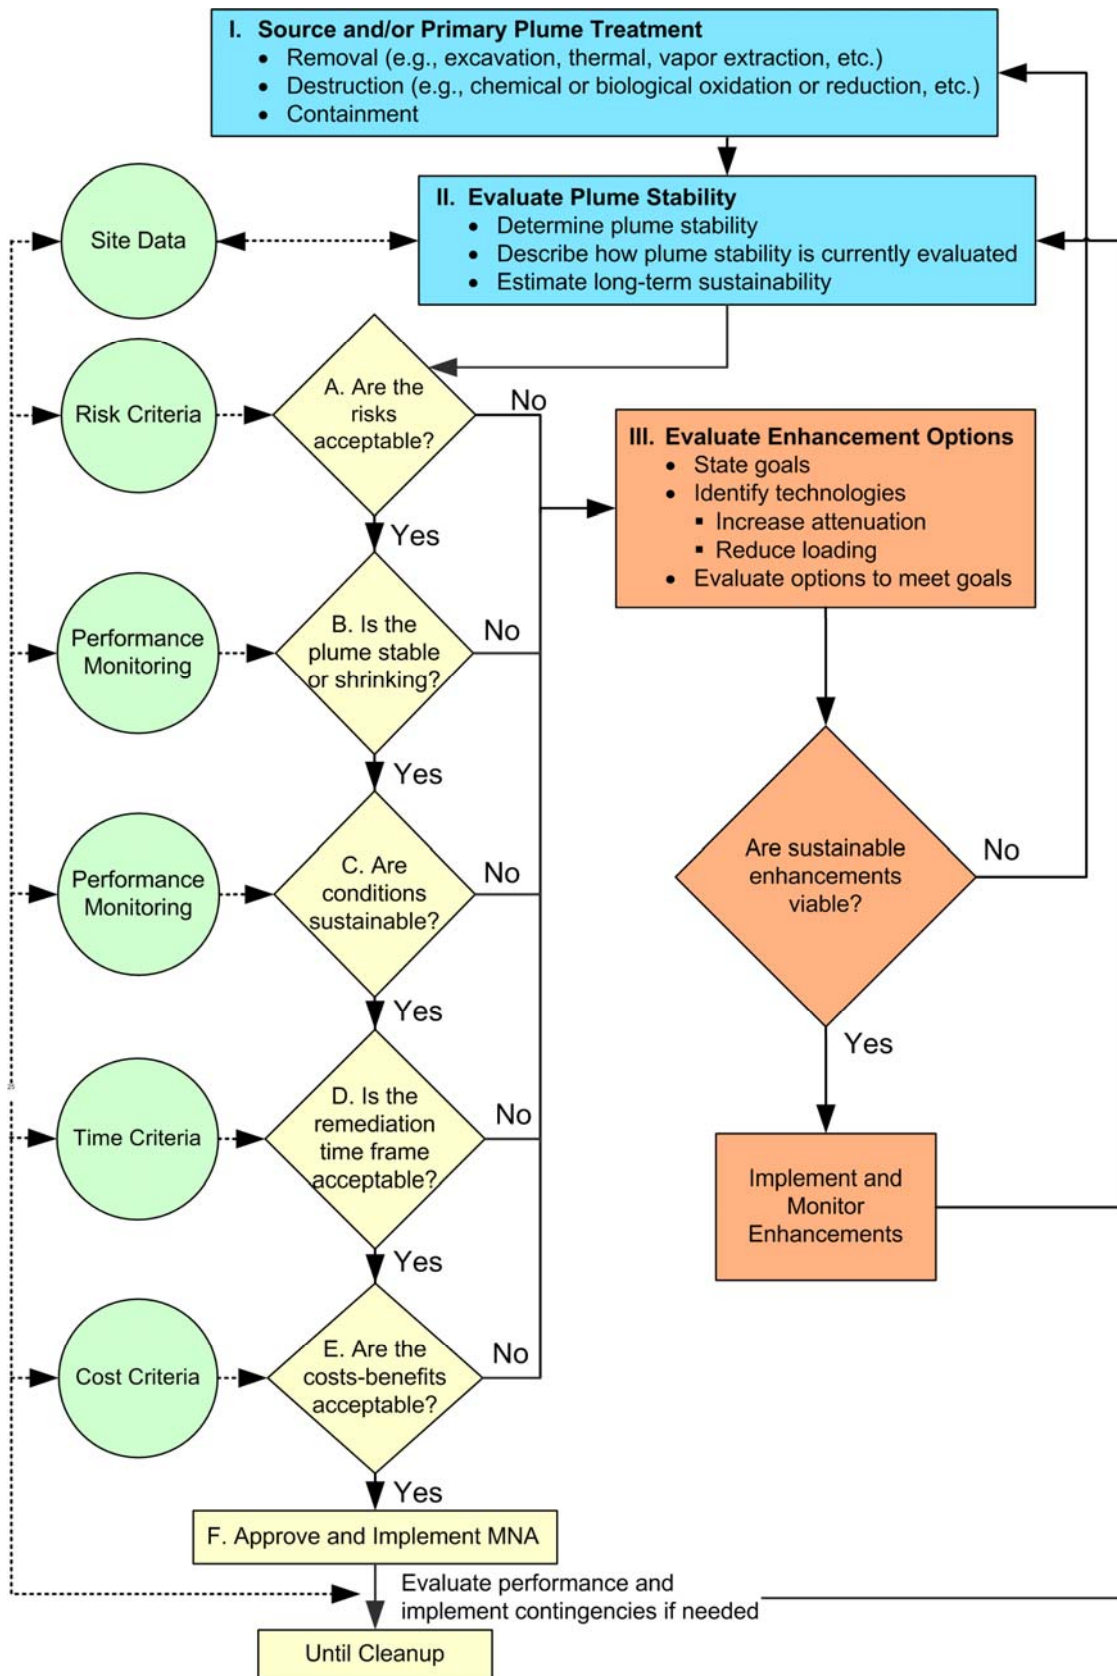 I. Source and/or Primary Plume Treatment
• Removal (e.g., excavation, thermal, vapor extraction, etc.)
• Destruction (e.g., chemical or biological oxidation or reduction, etc.)
• Containment
II. Evaluate Plume Stability
• Determine plume stability
• Describe how plume stability is currently evaluated
• Estimate long-term sustainability
Site Data
Risk Criteria
A. Are the
risks
acceptable?
No
Yes
III. Evaluate Enhancement Options
• State goals
• Identify technologies
▪ Increase attenuation
▪ Reduce loading
• Evaluate options to meet goals
Performance
Monitoring
B. Is the
plume stable
or shrinking?
No
Yes
Performance
Monitoring
C. Are
conditions
sustainable?
No
Yes
Are sustainable
enhancements
viable?
No
Yes
Time Criteria
D. Is the
remediation
time frame
acceptable?
No
Yes
Implement and
Monitor
Enhancements
Cost Criteria
E. Are the
costs-benefits
acceptable?
No
Yes
F. Approve and Implement MNA
Evaluate performance and
implement contingencies if needed
Until Cleanup